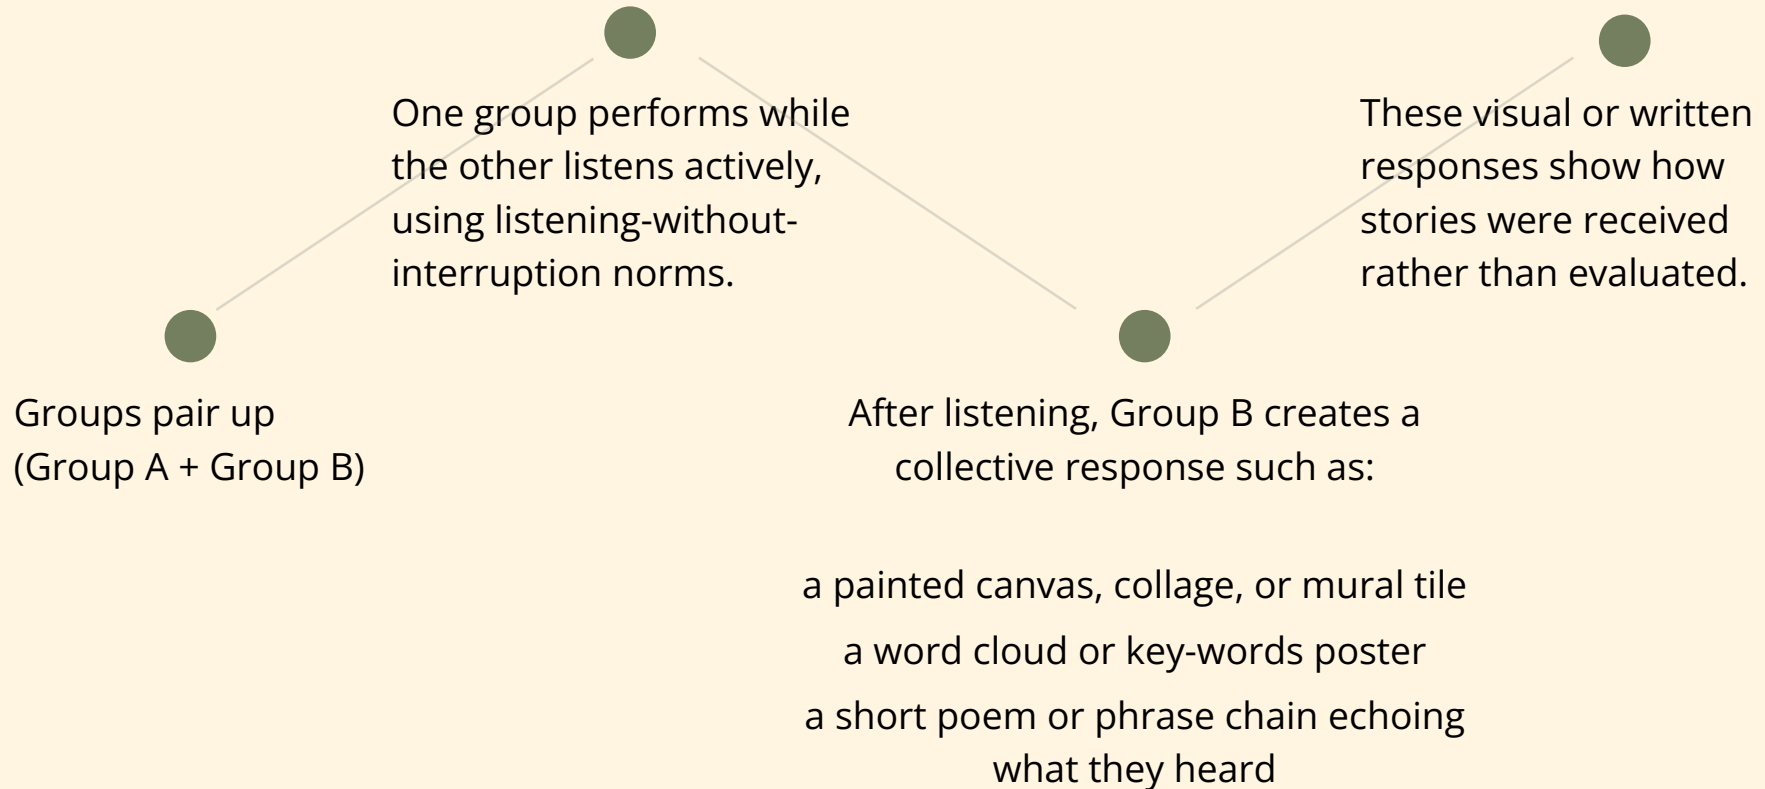 Groups pair up
(Group A + Group B)
One group performs while
the other listens actively,
using listening-without-
interruption norms.
After listening, Group B creates a
collective response such as:
a painted canvas, collage, or mural tile
a word cloud or key-words poster
a short poem or phrase chain echoing
what they heard
These visual or written
responses show how
stories were received
rather than evaluated.